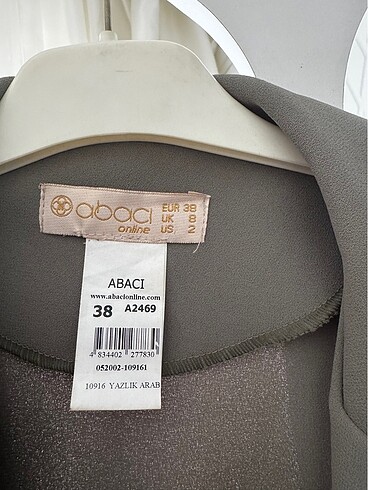 abaci
online
EUR 38
UK 8
US 2
ABACI
www.abacionline.com
38 A2469
4 834402 277830
052002-109161
10916 YAZLIK ARAB